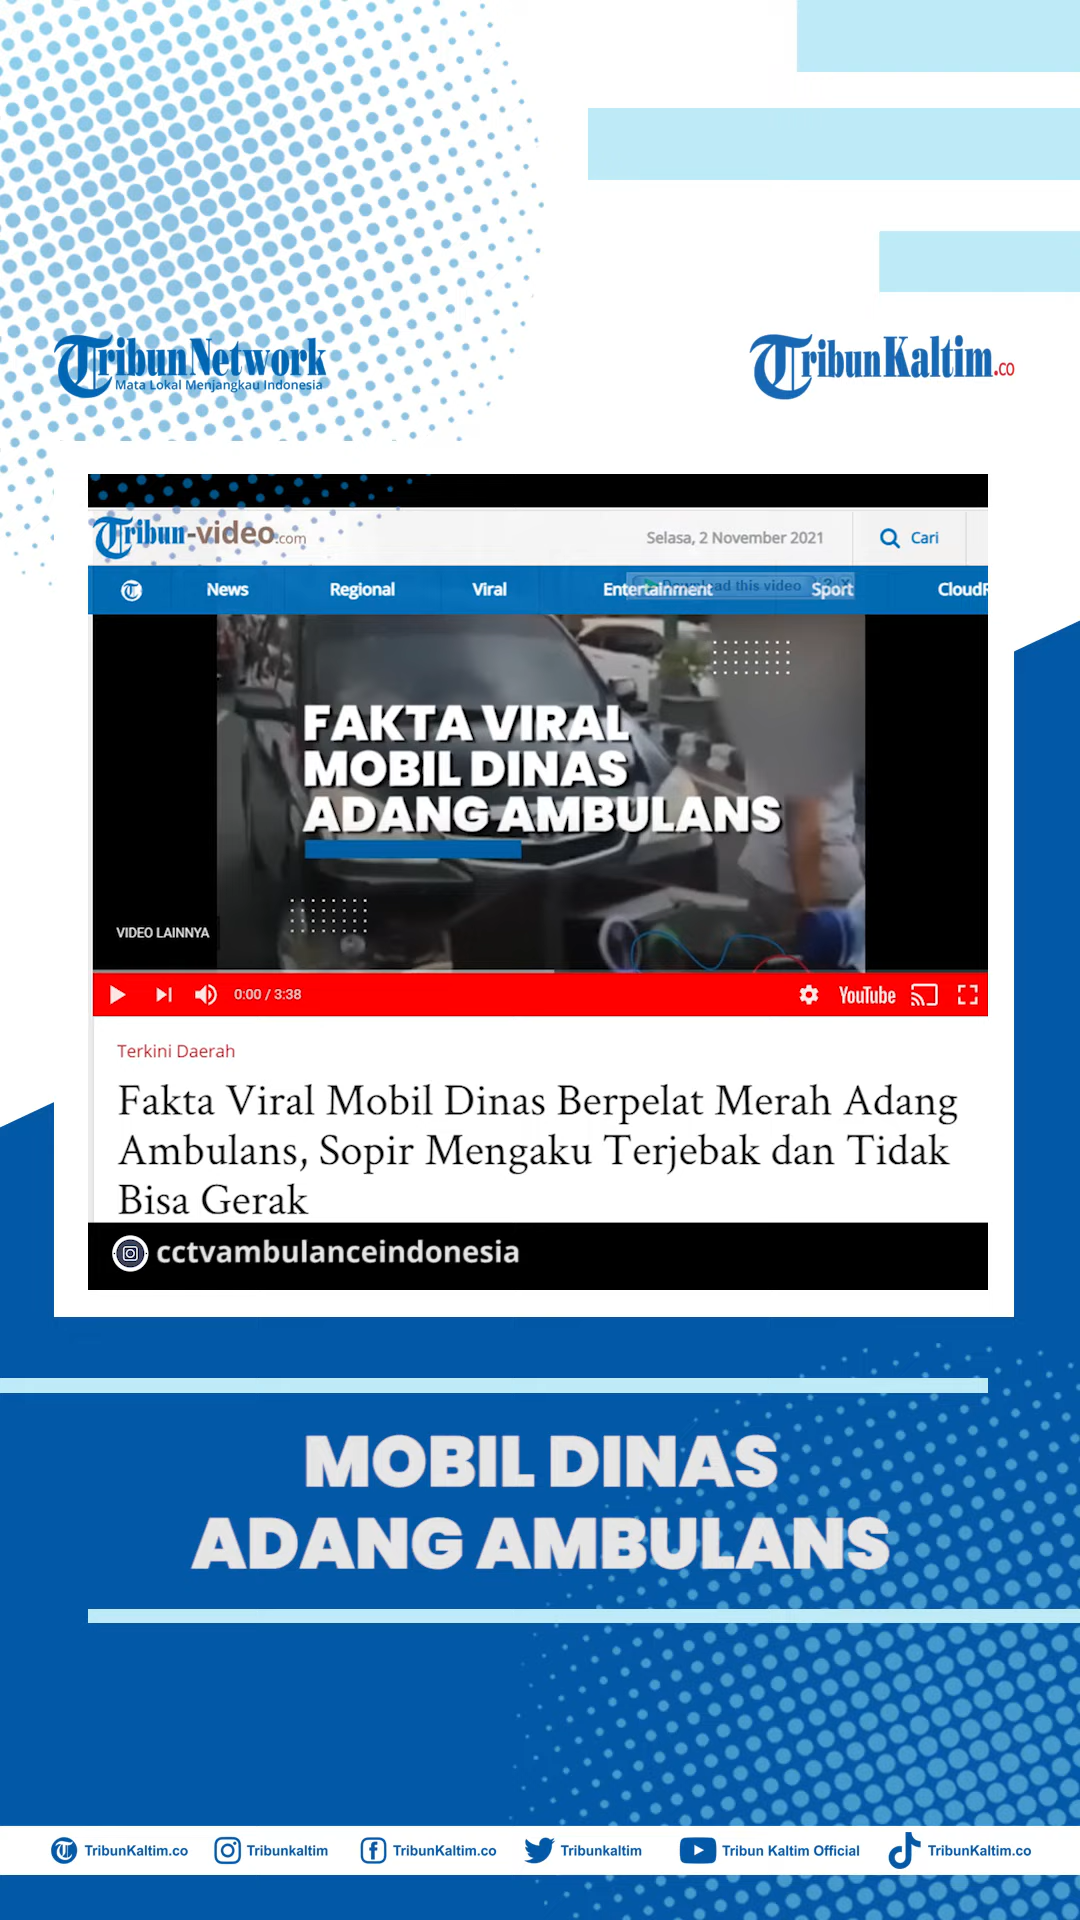 TribunNetwork
Mata Lokal Menjangkau Indonesia
TribunKaltim.co
Tribun-video.com
Selasa, 2 November 2021
Cari
News
Regional
Viral
Entertainment
Download this video
?
X
Sport
FAKTA VIRAL
MOBIL DINAS
ADANG AMBULANS
VIDEO LAINNYA
0:00 / 3:38
YouTube
Terkini Daerah
Fakta Viral Mobil Dinas Berpelat Merah Adang
Ambulans, Sopir Mengaku Terjebak dan Tidak
Bisa Gerak
cctvambulanceindonesia
MOBIL DINAS
ADANG AMBULANS
TribunKaltim.co
Tribunkaltim
TribunKaltim.co
Tribunkaltim
Tribun Kaltim Official
TribunKaltim.co